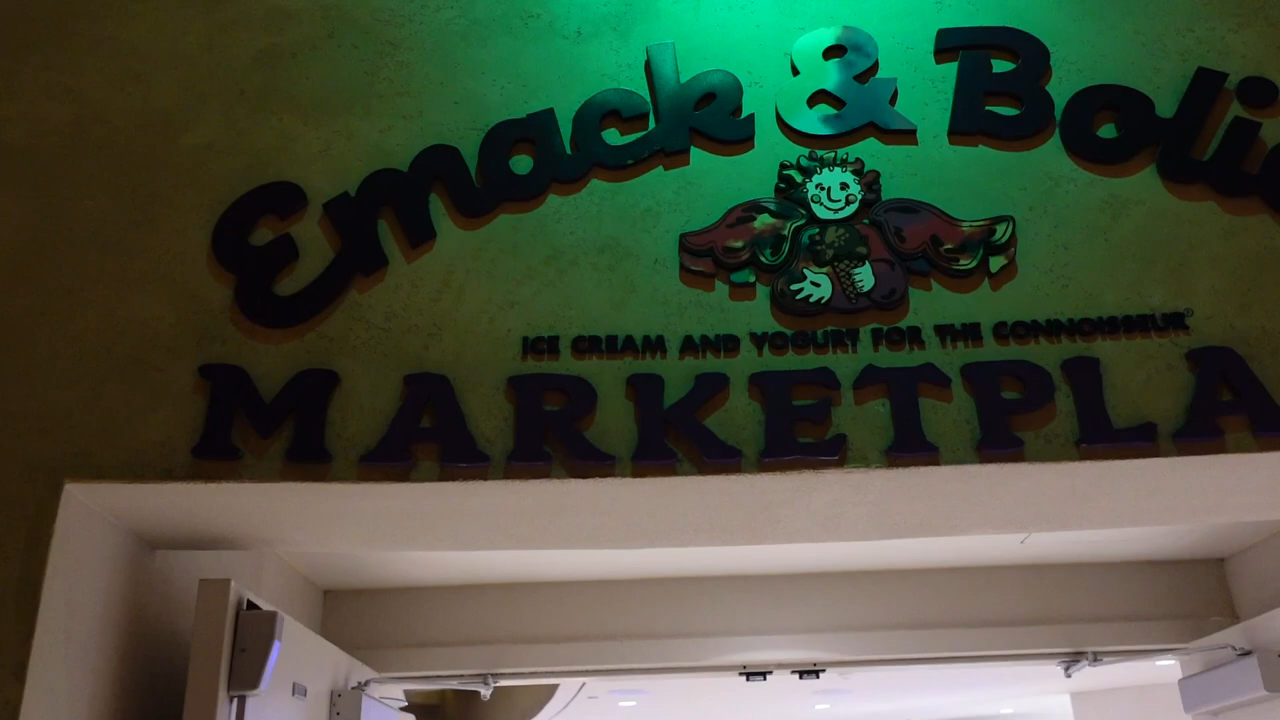 Emack & Boli
ICE CREAM AND YOGURT FOR THE CONNOISSEUR®
MARKETPLA